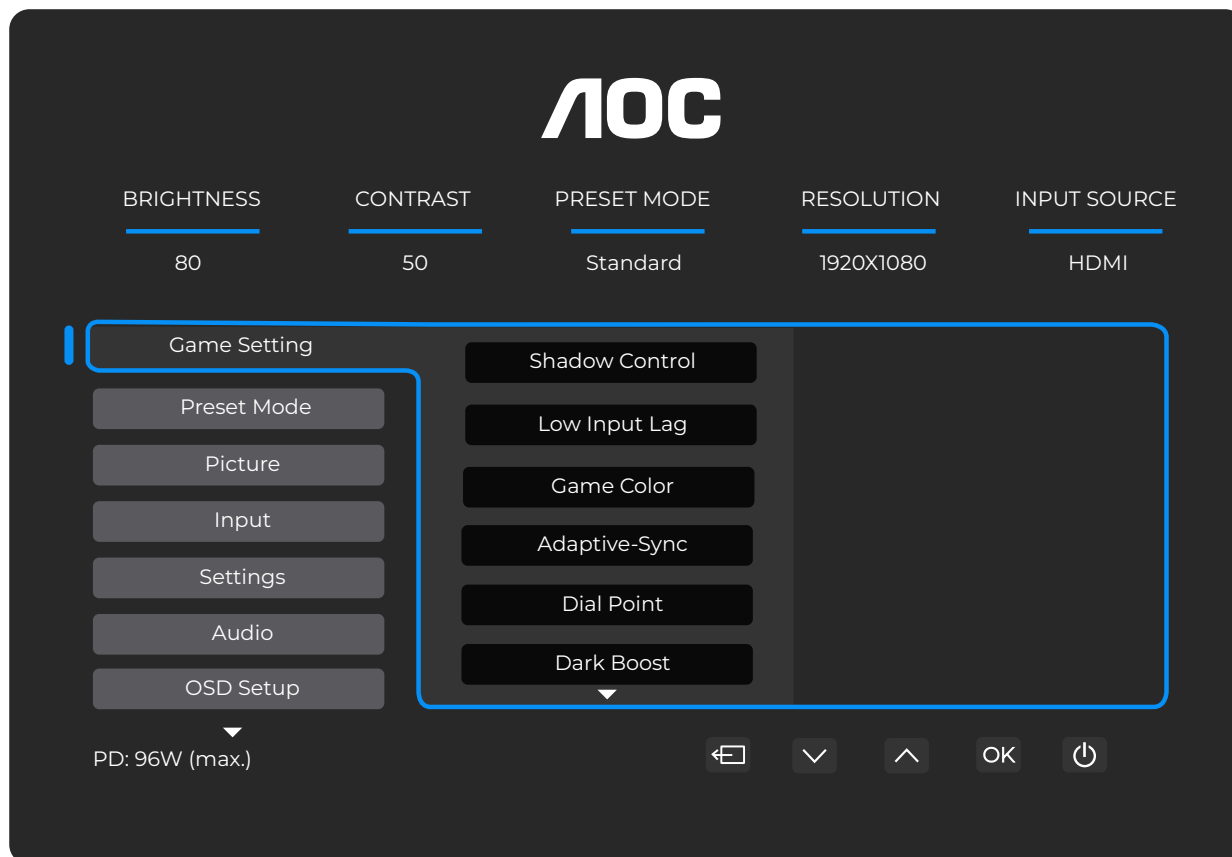 AOC
BRIGHTNESS CONTRAST PRESET MODE RESOLUTION INPUT SOURCE
80 50 Standard 1920X1080 HDMI
Game Setting
Preset Mode
Picture
Input
Settings
Audio
OSD Setup
Shadow Control
Low Input Lag
Game Color
Adaptive-Sync
Dial Point
Dark Boost
PD: 96W (max.)
OK